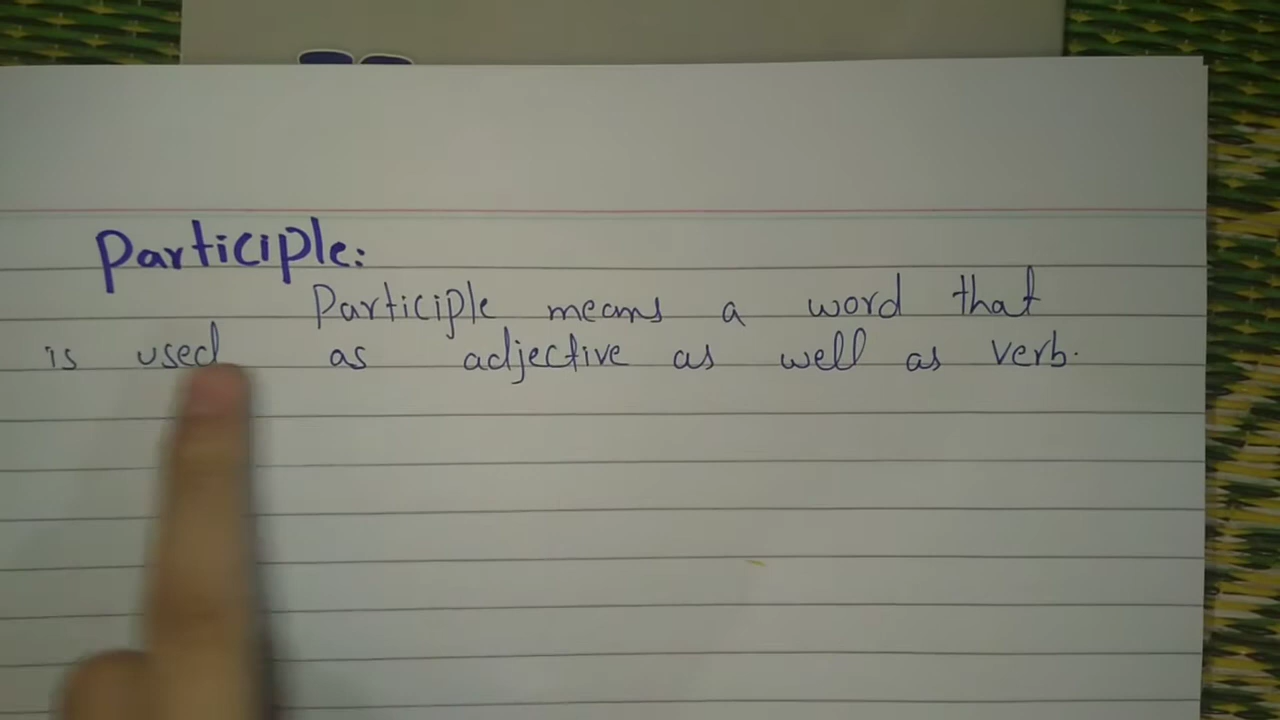 Participle:
Participle means a word that
is used as adjective as well as verb.